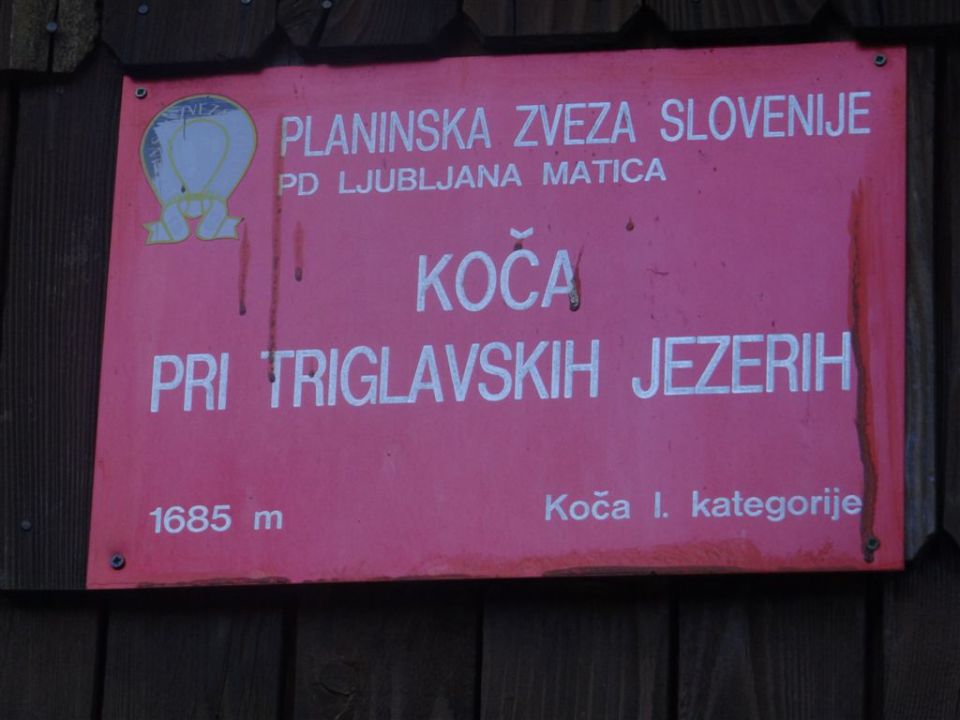 PLANINSKA ZVEZA SLOVENIJE
PD LJUBLJANA MATICA
KOČA
PRI TRIGLAVSKIH JEZERIH
1685 m
Koča I. kategorije